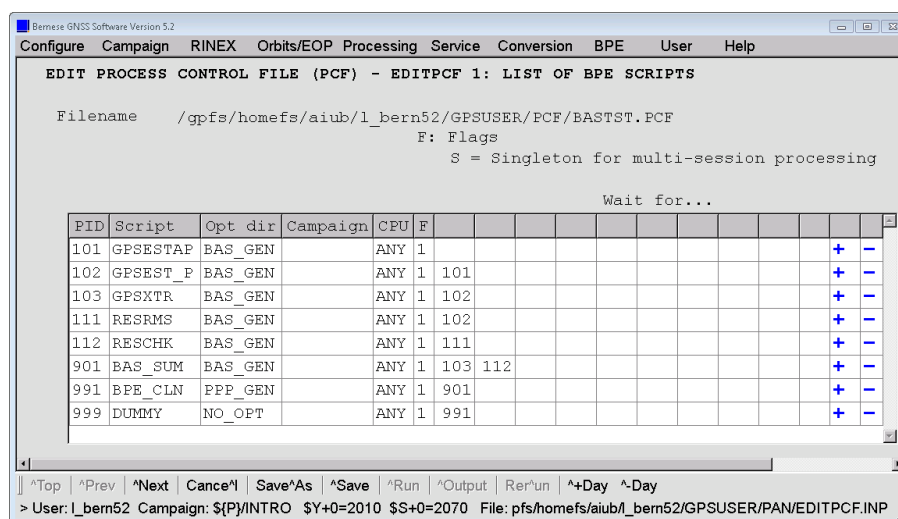 Bernese GNSS Software Version 5.2
Configure Campaign RINEX Orbits/EOP Processing Service Conversion BPE User Help
EDIT PROCESS CONTROL FILE (PCF) - EDITPCF 1: LIST OF BPE SCRIPTS
Filename /gpfs/homefs/aiub/l_bern52/GPSUSER/PCF/BASTST.PCF
F: Flags
S = Singleton for multi-session processing
Wait for...
PID Script Opt dir Campaign CPU F
101 GPSESTAP BAS_GEN ANY 1 + -
102 GPSEST_P BAS_GEN ANY 1 101 + -
103 GPSXTR BAS_GEN ANY 1 102 + -
111 RESRMS BAS_GEN ANY 1 102 + -
112 RESCHK BAS_GEN ANY 1 111 + -
901 BAS_SUM BAS_GEN ANY 1 103 112 + -
991 BPE_CLN PPP_GEN ANY 1 901 + -
999 DUMMY NO_OPT ANY 1 991 + -
^Top | ^Prev | ^Next | Cance^l | Save^As | ^Save | ^Run | ^Output | Rer^un | ^+Day ^-Day
> User: l_bern52 Campaign: ${P}/INTRO $Y+0=2010 $S+0=2070 File: pfs/homefs/aiub/l_bern52/GPSUSER/PAN/EDITPCF.INP